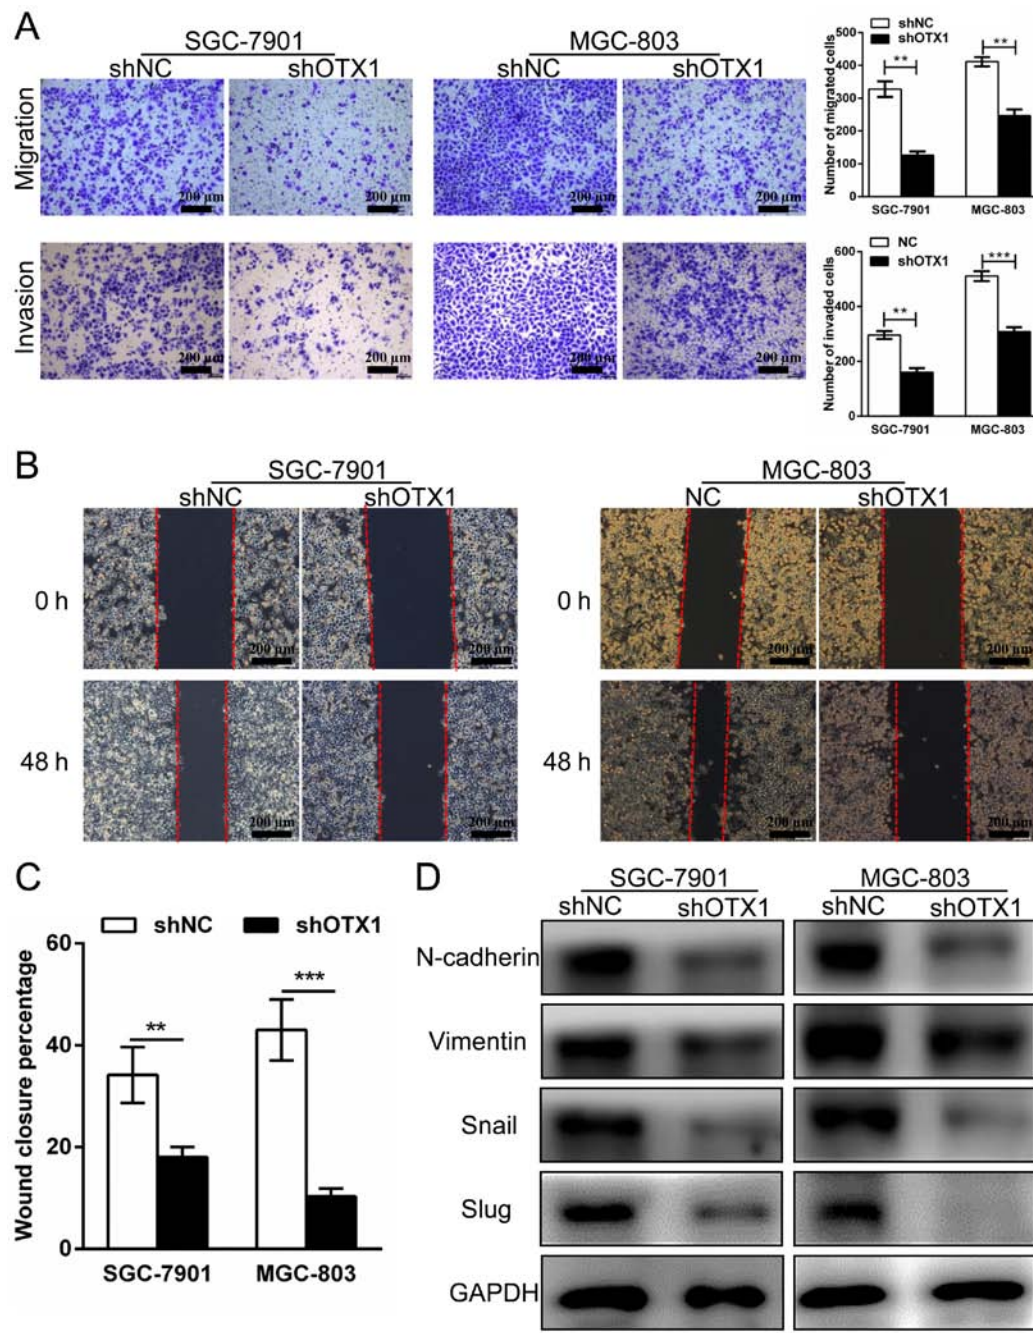 A
SGC-7901
MGC-803
shNC
shOTX1
shNC
shOTX1
Migration
200 μm
200 μm
200 μm
200 μm
Invasion
200 μm
200 μm
200 μm
200 μm
shNC
shOTX1
Number of migrated cells
500
400
300
200
100
0
**
**
SGC-7901
MGC-803
NC
shOTX1
Number of invaded cells
600
400
200
0
**
***
SGC-7901
MGC-803
B
SGC-7901
MGC-803
shNC
shOTX1
NC
shOTX1
0 h
200 μm
200 μm
0 h
200 μm
200 μm
48 h
200 μm
200 μm
48 h
200 μm
200 μm
C
shNC
shOTX1
Wound closure percentage
60
40
20
0
**
***
SGC-7901
MGC-803
D
SGC-7901
MGC-803
shNC
shOTX1
shNC
shOTX1
N-cadherin
Vimentin
Snail
Slug
GAPDH